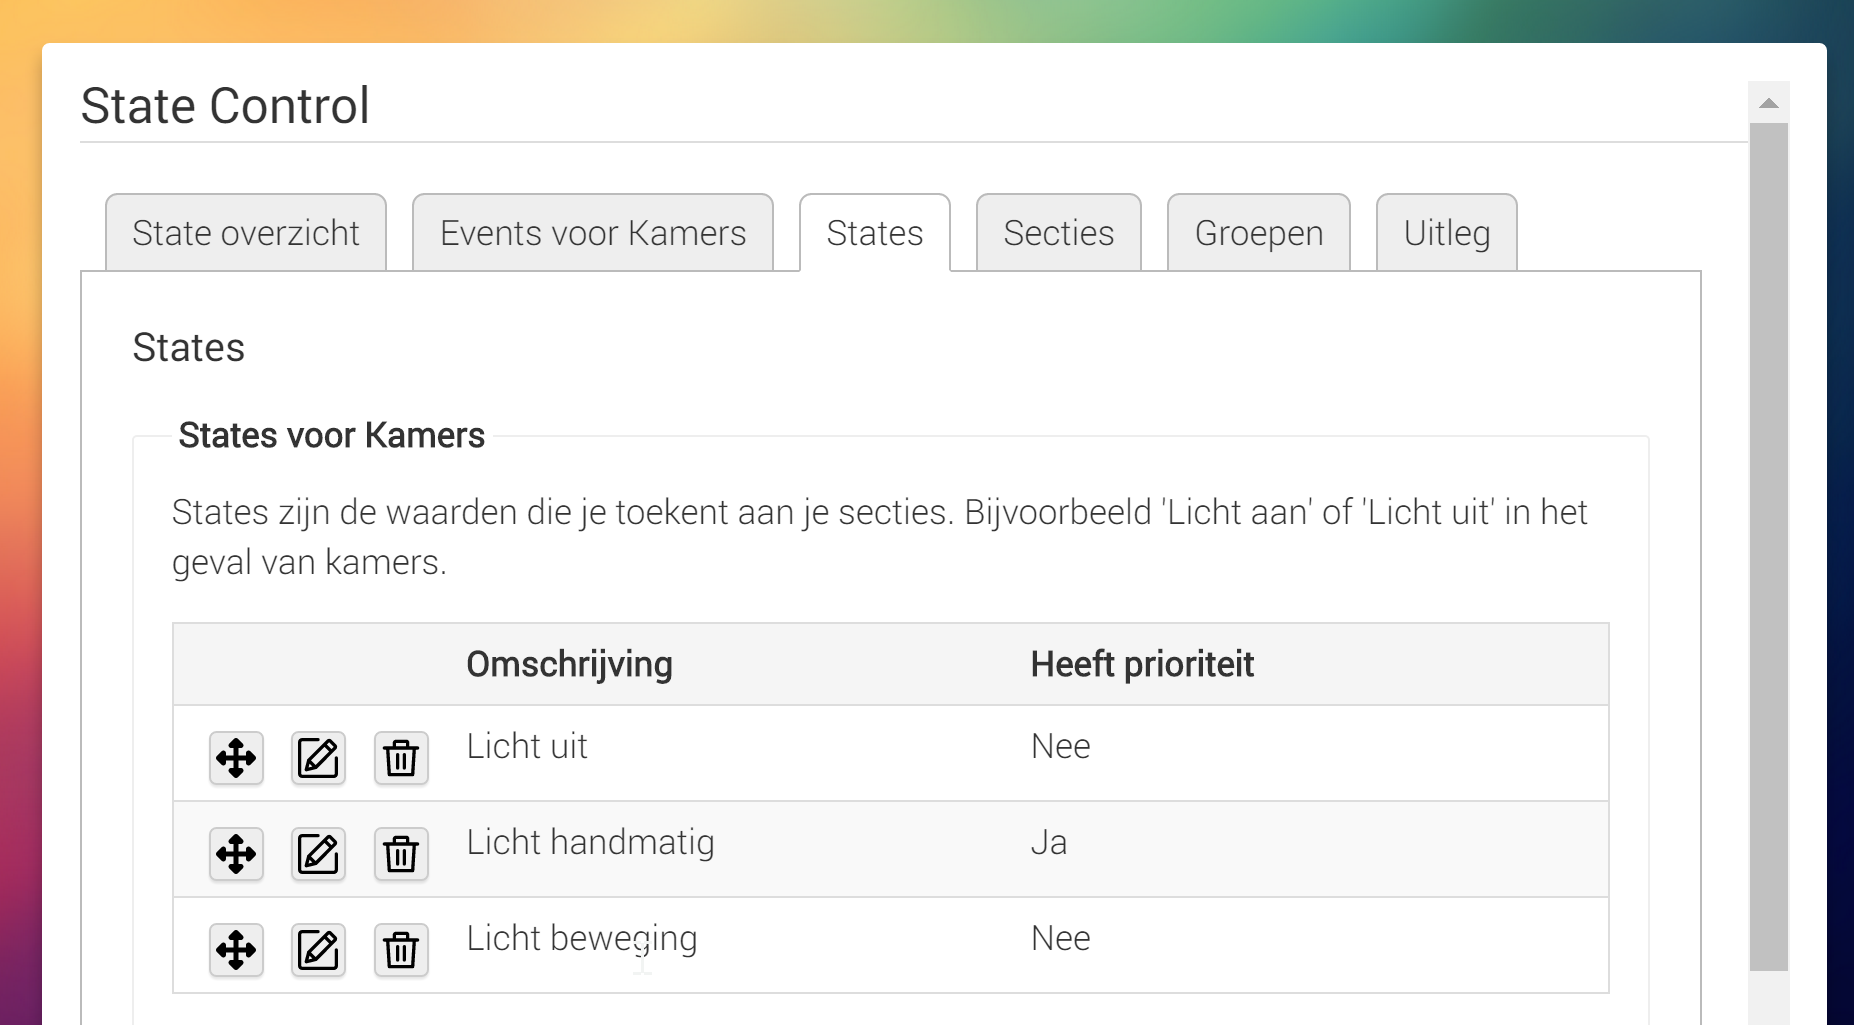 State Control
State overzicht Events voor Kamers States Secties Groepen Uitleg
States
States voor Kamers
States zijn de waarden die je toekent aan je secties. Bijvoorbeeld 'Licht aan' of 'Licht uit' in het
geval van kamers.
Omschrijving Heeft prioriteit
Licht uit Nee
Licht handmatig Ja
Licht beweging Nee